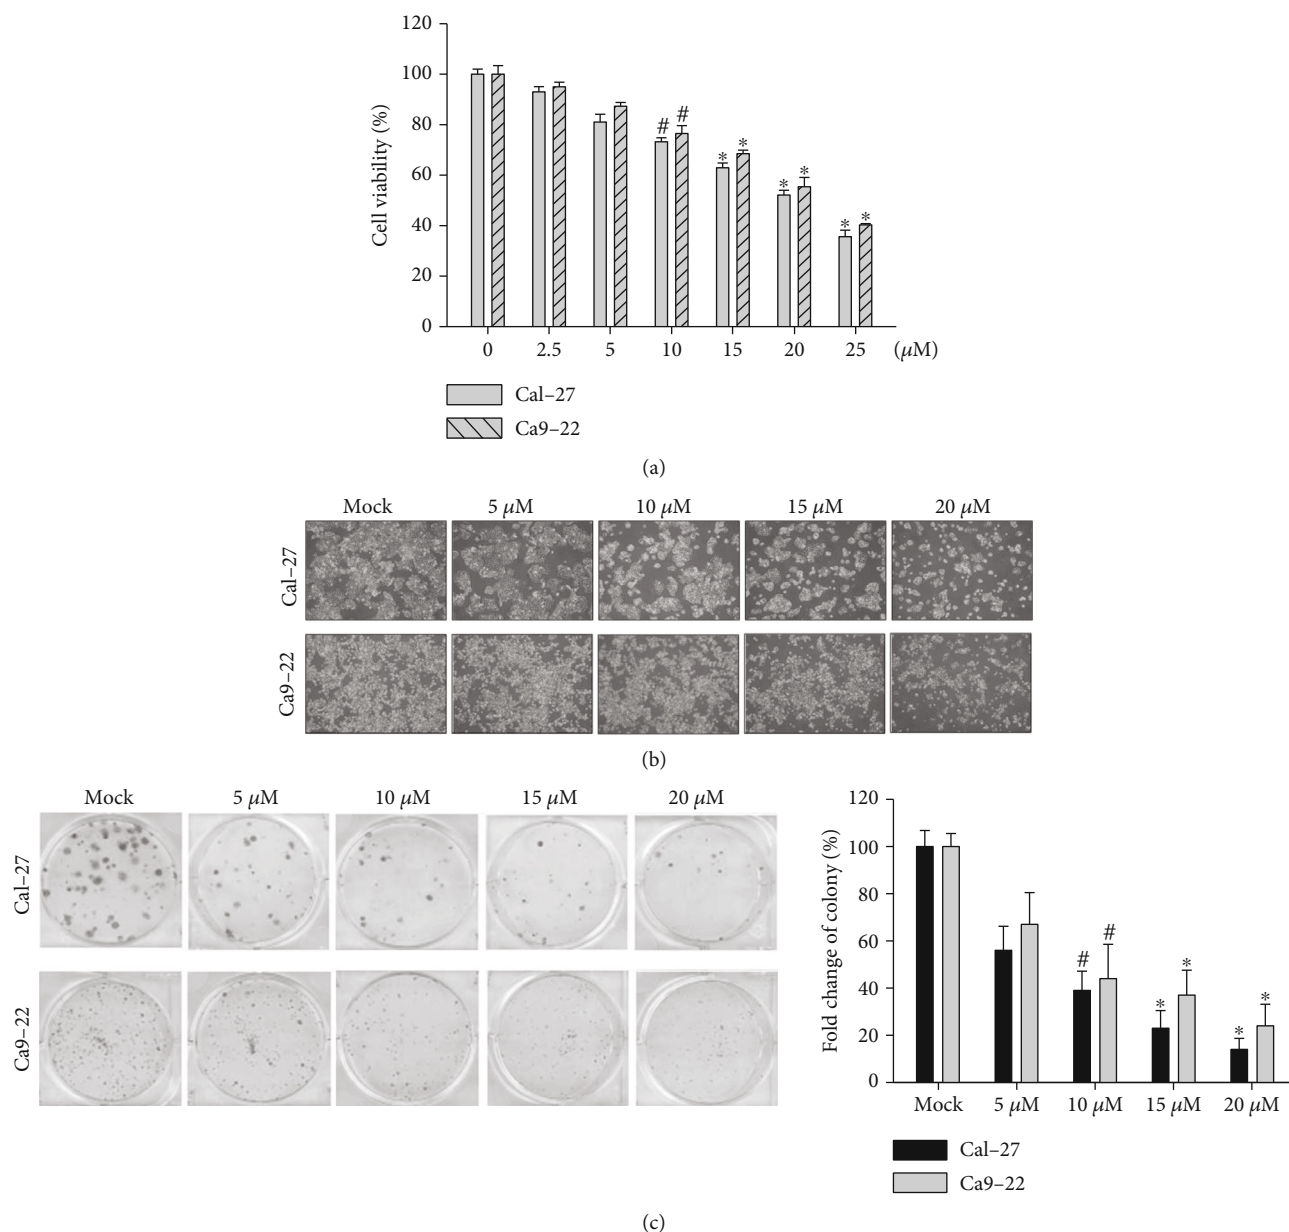 120
100
80
60
40
20
0
Cell viability (%)
# #
* *
* *
* *
0 2.5 5 10 15 20 25 (μM)
Cal–27
Ca9–22
(a)
Mock 5 μM 10 μM 15 μM 20 μM
Cal–27
Ca9–22
(b)
Mock 5 μM 10 μM 15 μM 20 μM
Cal–27
Ca9–22
120
100
80
60
40
20
0
Fold change of colony (%)
# #
* *
* *
Mock 5 μM 10 μM 15 μM 20 μM
Cal–27
Ca9–22
(c)